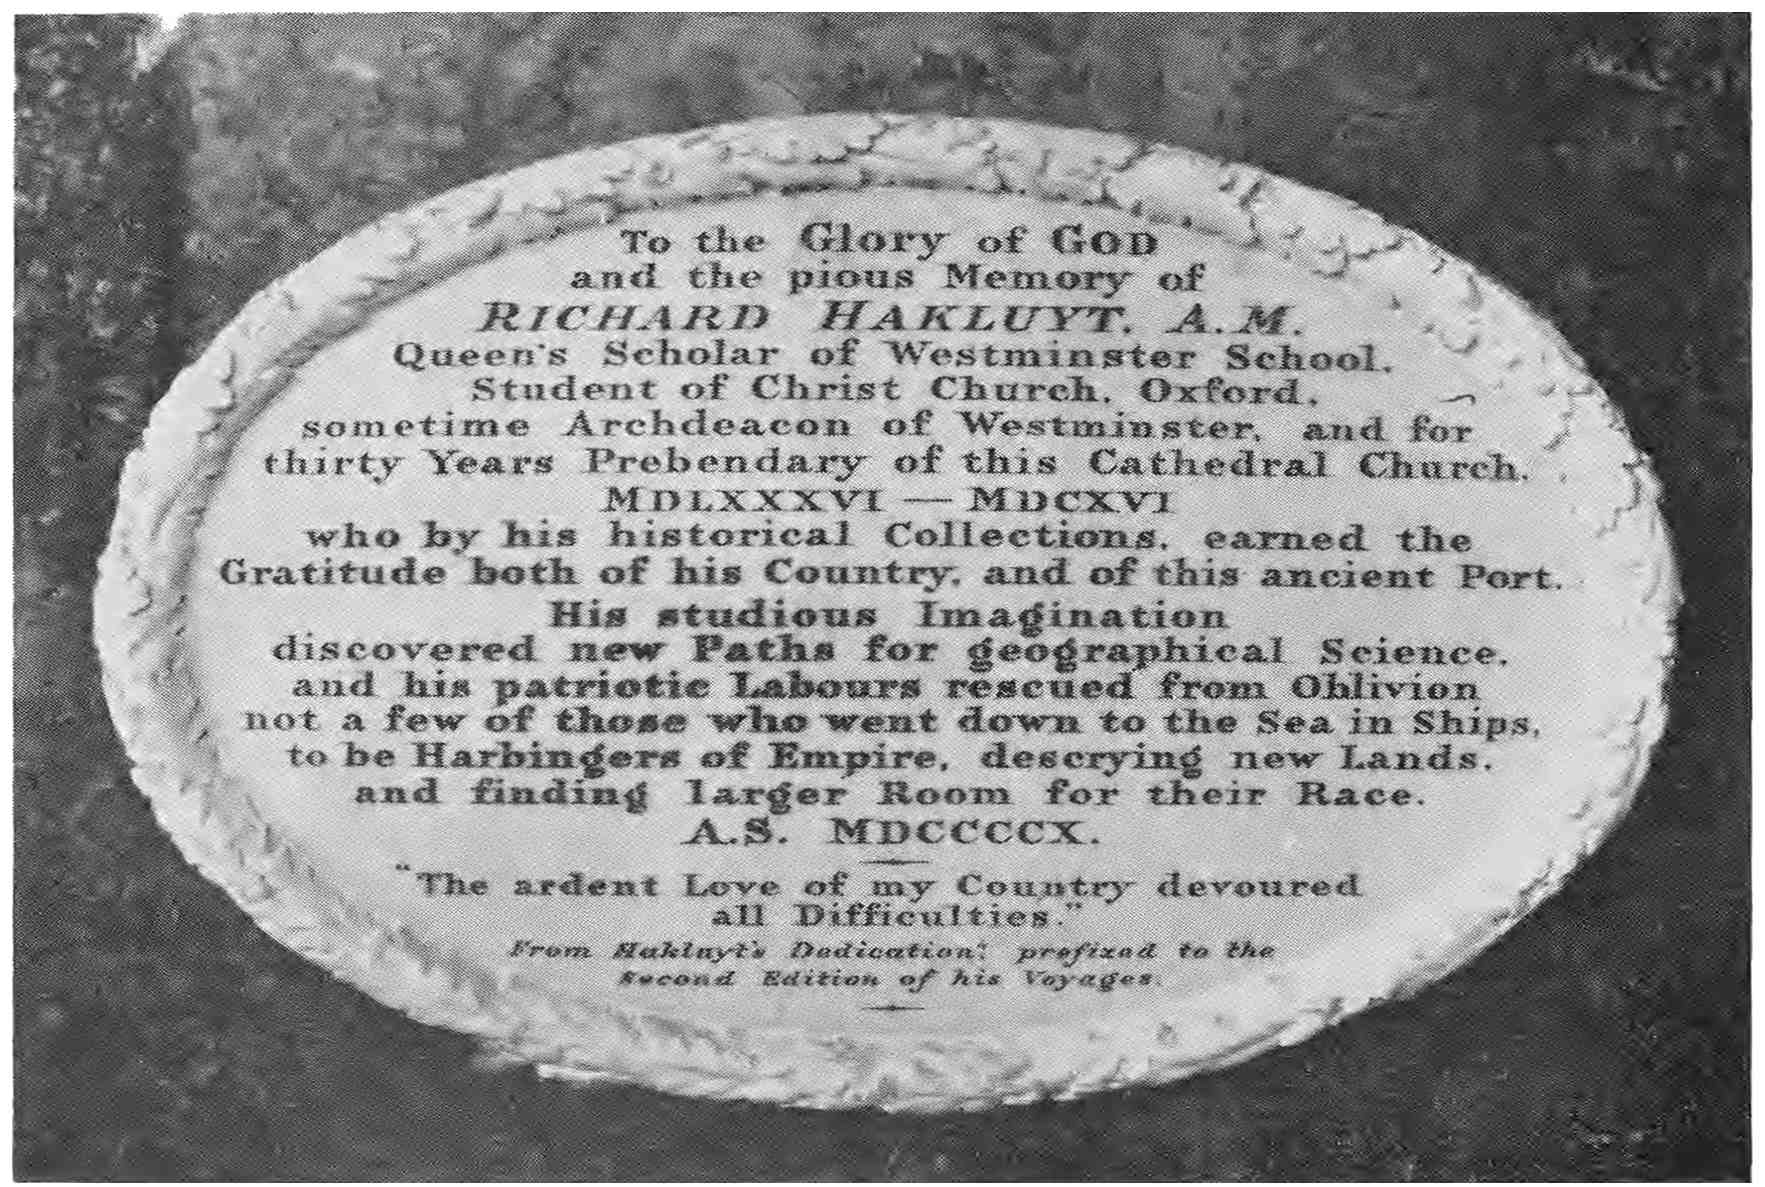 To the Glory of GOD
and the pious Memory of
RICHARD HAKLUYT. A.M.
Queen's Scholar of Westminster School,
Student of Christ Church, Oxford,
sometime Archdeacon of Westminster, and for
thirty Years Prebendary of this Cathedral Church,
MDLXXXVI — MDCXVI
who by his historical Collections, earned the
Gratitude both of his Country, and of this ancient Port.
His studious Imagination
discovered new Paths for geographical Science,
and his patriotic Labours rescued from Oblivion
not a few of those who went down to the Sea in Ships,
to be Harbingers of Empire, descrying new Lands,
and finding larger Room for their Race.
A.S. MDCCCCX.
"The ardent Love of my Country devoured
all Difficulties."
From Hakluyt's Dedication: prefixed to the
Second Edition of his Voyages.